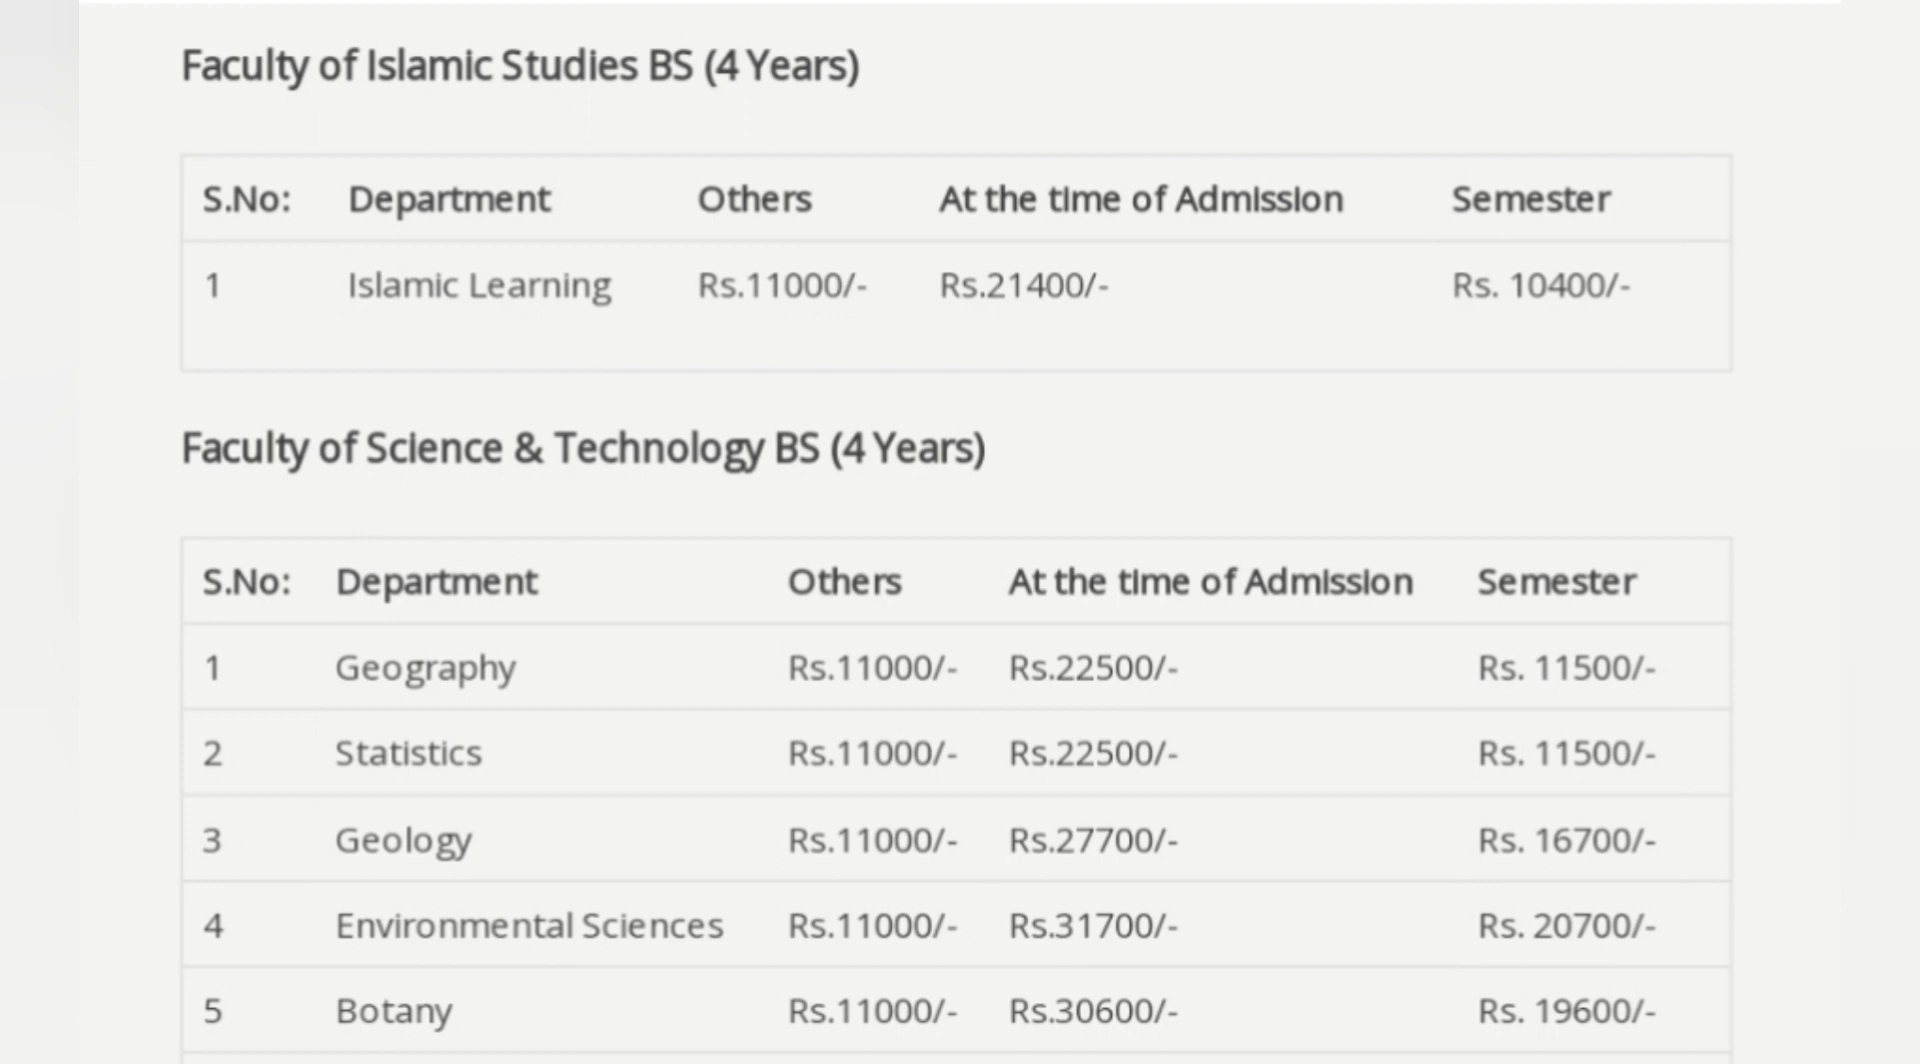 Faculty of Islamic Studies BS (4 Years)
S.No: Department Others At the time of Admission Semester
1 Islamic Learning Rs.11000/- Rs.21400/- Rs. 10400/-
Faculty of Science & Technology BS (4 Years)
S.No: Department Others At the time of Admission Semester
1 Geography Rs.11000/- Rs.22500/- Rs. 11500/-
2 Statistics Rs.11000/- Rs.22500/- Rs. 11500/-
3 Geology Rs.11000/- Rs.27700/- Rs. 16700/-
4 Environmental Sciences Rs.11000/- Rs.31700/- Rs. 20700/-
5 Botany Rs.11000/- Rs.30600/- Rs. 19600/-